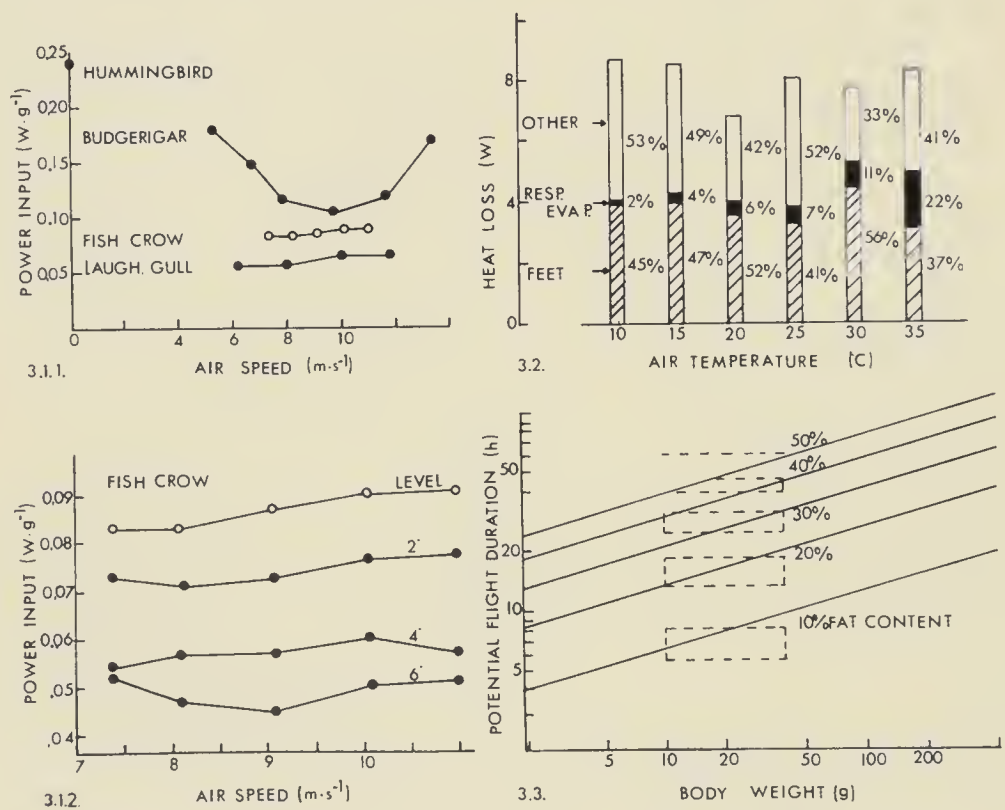 0,25
0,20
0,15
0,10
0,05
0
POWER INPUT (W·g⁻¹)
HUMMINGBIRD
BUDGERIGAR
FISH CROW
LAUGH. GULL
0 4 6 8 10
AIR SPEED (m·s⁻¹)
3.1.1.
8
4
0
HEAT LOSS (W)
OTHER
RESP.
EVAP.
FEET
53% 49% 42% 52% 33% 41%
2% 4% 6% 7% 11% 22%
45% 47% 52% 41% 56% 37%
10 15 20 25 30 35
AIR TEMPERATURE (°C)
3.2.
0,09
0,08
0,07
0,06
0,05
,04
POWER INPUT (W·g⁻¹)
FISH CROW
LEVEL
2°
4°
6°
7 8 9 10
AIR SPEED (m·s⁻¹)
3.1.2.
50
20
10
5
POTENTIAL FLIGHT DURATION (h)
50%
40%
30%
20%
10% FAT CONTENT
5 10 20 50 100 200
BODY WEIGHT (g)
3.3.